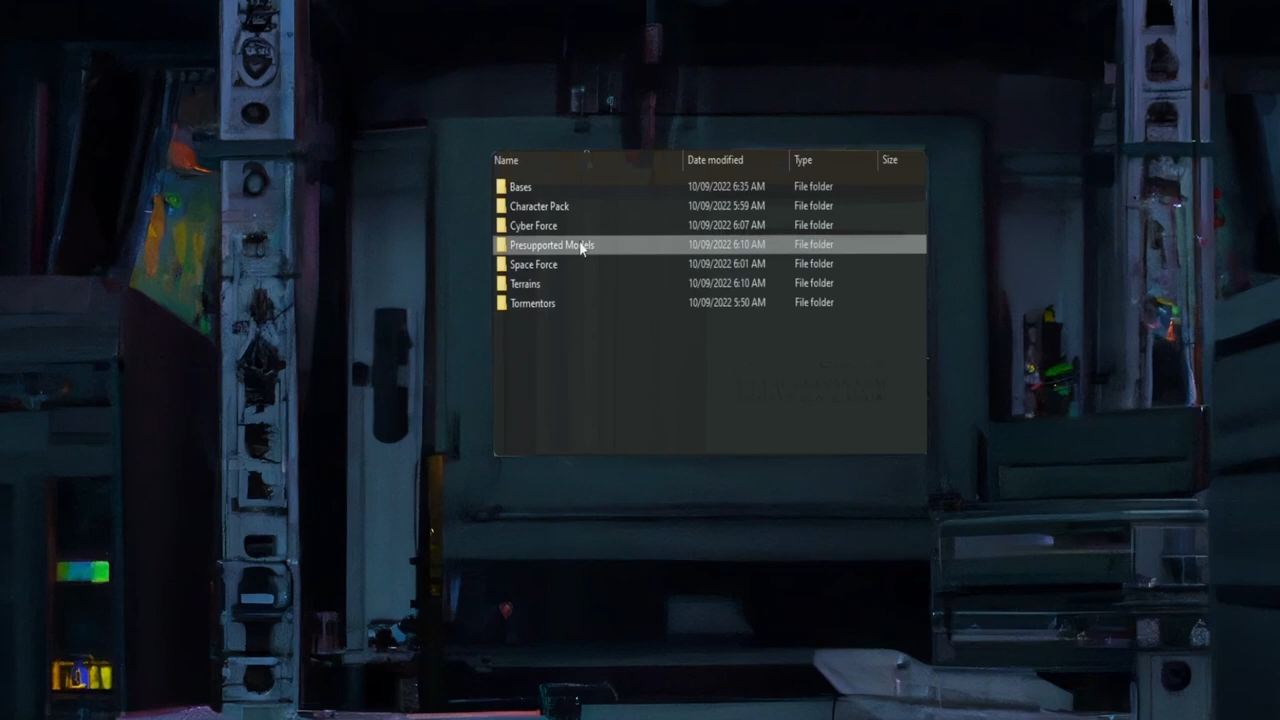 Name Date modified Type Size
Bases 10/09/2022 6:35 AM File folder
Character Pack 10/09/2022 5:59 AM File folder
Cyber Force 10/09/2022 6:07 AM File folder
Presupported Models 10/09/2022 6:10 AM File folder
Space Force 10/09/2022 6:01 AM File folder
Terrains 10/09/2022 6:10 AM File folder
Tormentors 10/09/2022 5:50 AM File folder